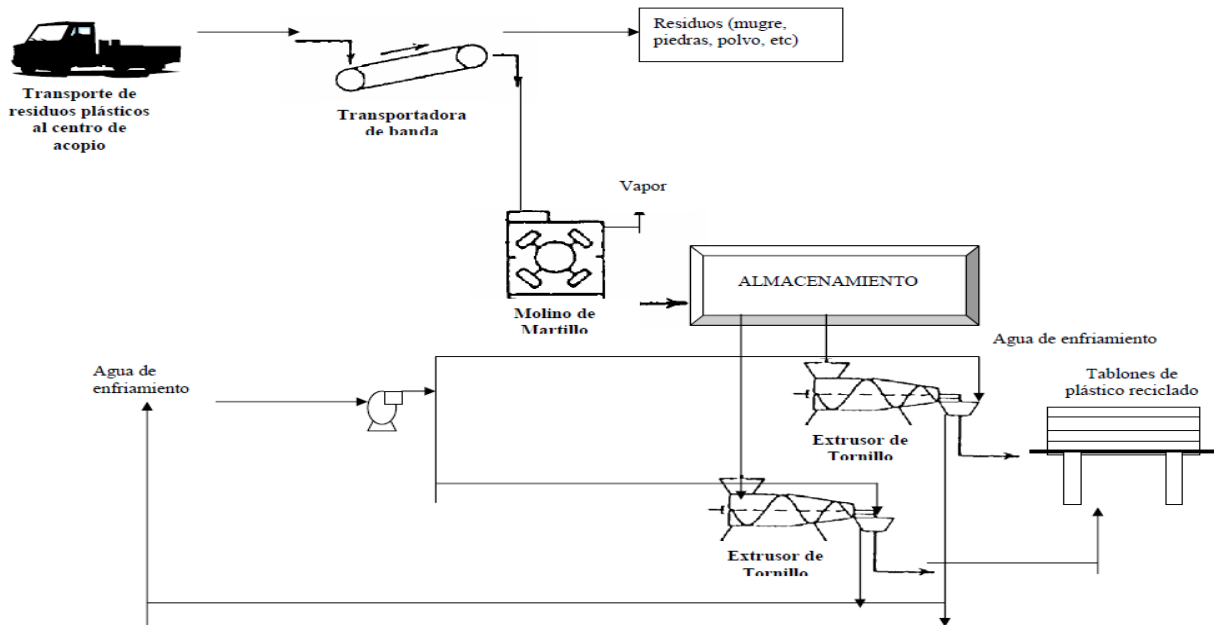 Residuos (mugre,
piedras, polvo, etc)
Transporte de
residuos plásticos
al centro de
acopio
Transportadora
de banda
Vapor
ALMACENAMIENTO
Molino de
Martillo
Agua de enfriamiento
Agua de
enfriamiento
Tablones de
plástico reciclado
Extrusor de
Tornillo
Extrusor de
Tornillo